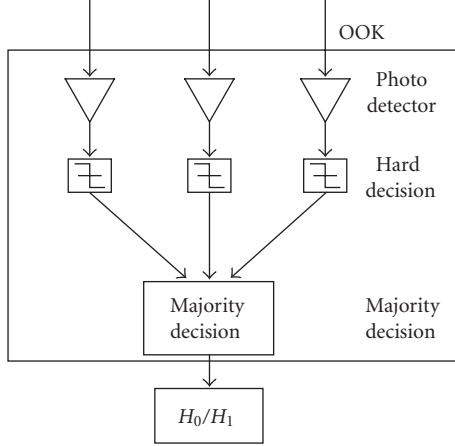 OOK
Photo
detector
Hard
decision
Majority
decision
Majority
decision
H₀/H₁